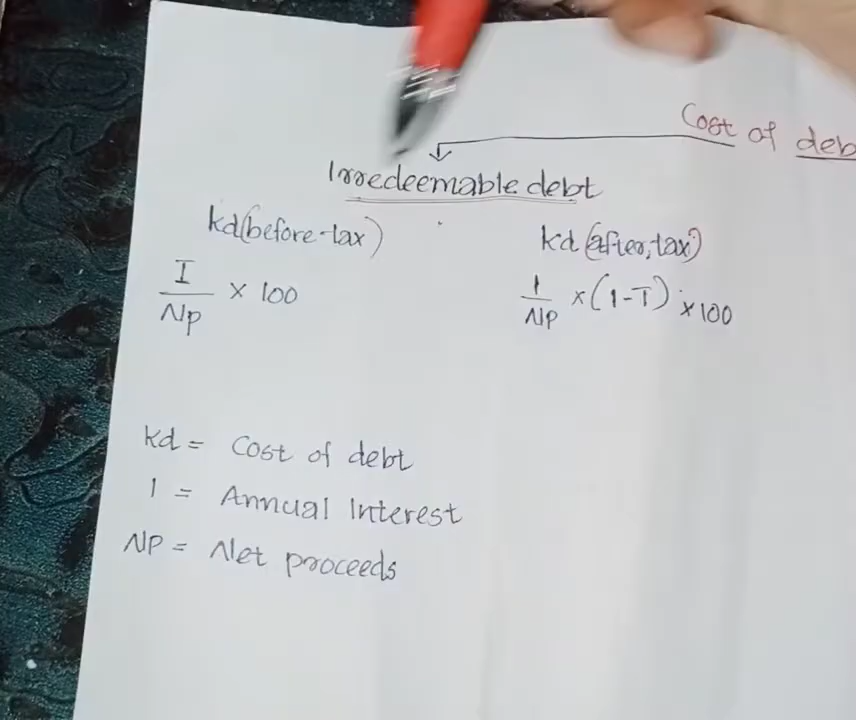 Cost of deb
Irredeemable debt
kd(before-tax)
kd(after,tax)
I/Np × 100
I/Np ×(1-T) ×100
kd = Cost of debt
I = Annual Interest
NP = Net proceeds